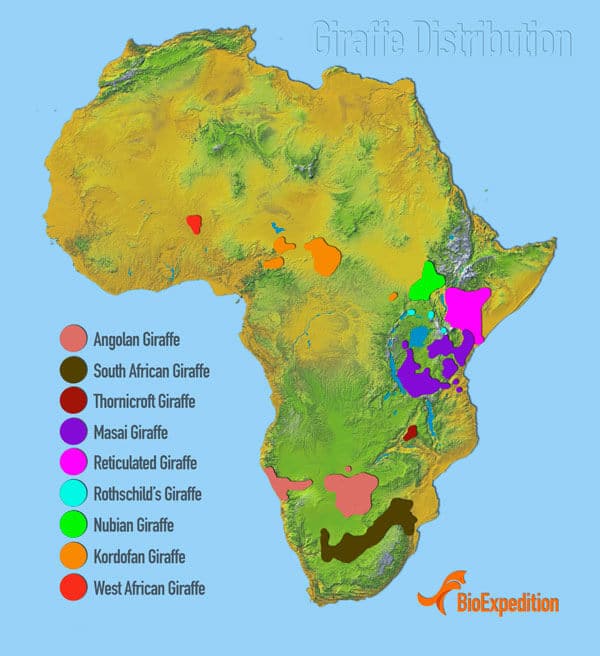 Giraffe Distribution
Angolan Giraffe
South African Giraffe
Thornicroft Giraffe
Masai Giraffe
Reticulated Giraffe
Rothschild's Giraffe
Nubian Giraffe
Kordofan Giraffe
West African Giraffe
BioExpedition